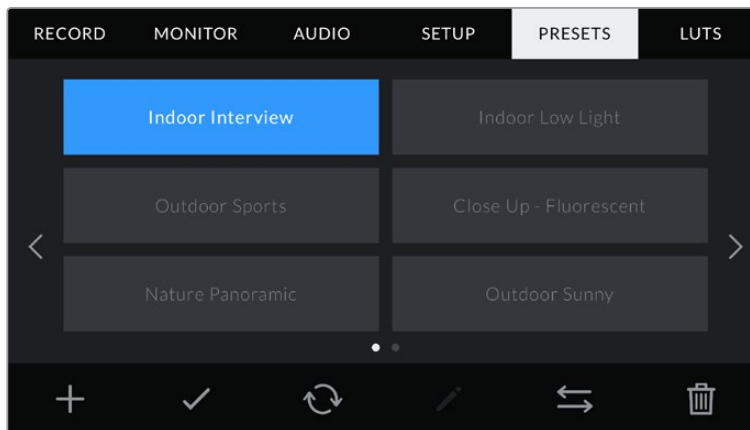 RECORD MONITOR AUDIO SETUP PRESETS LUTS
Indoor Interview Indoor Low Light
Outdoor Sports Close Up - Fluorescent
Nature Panoramic Outdoor Sunny